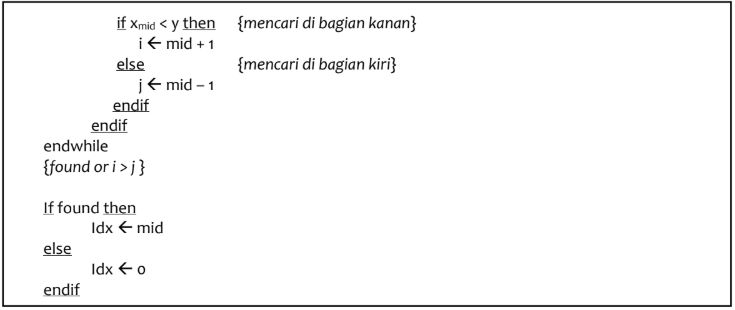 if xmid < y then {mencari di bagian kanan}
i ← mid + 1
else {mencari di bagian kiri}
j ← mid – 1
endif
endif
endwhile
{found or i > j }
If found then
Idx ← mid
else
Idx ← 0
endif